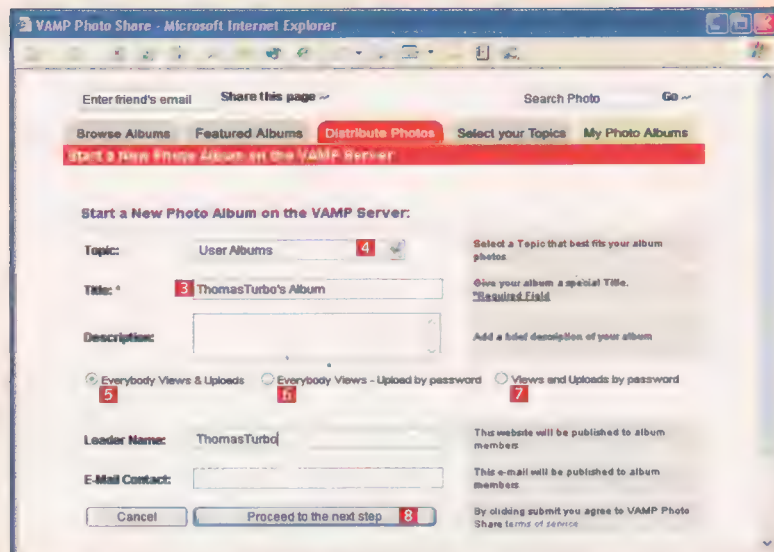 VAMP Photo Share - Microsoft Internet Explorer
Enter friend's email Share this page Search Photo Go
Browse Albums Featured Albums Distribute Photos Select your Topics My Photo Albums
Start a New Photo Album on the VAMP Server
Start a New Photo Album on the VAMP Server:
Topic: User Albums 4 Select a Topic that best fits your album
photos
Title: * 3 ThomasTurbo's Album Give your album a special Title.
*Required Field
Description: Add a brief description of your album
Everybody Views & Uploads Everybody Views - Upload by password Views and Uploads by password
5 6 7
Leader Name: ThomasTurbo This website will be published to album
members
E-Mail Contact: This e-mail will be published to album
members
Cancel Proceed to the next step 8 By clicking submit you agree to VAMP Photo
Share terms of service